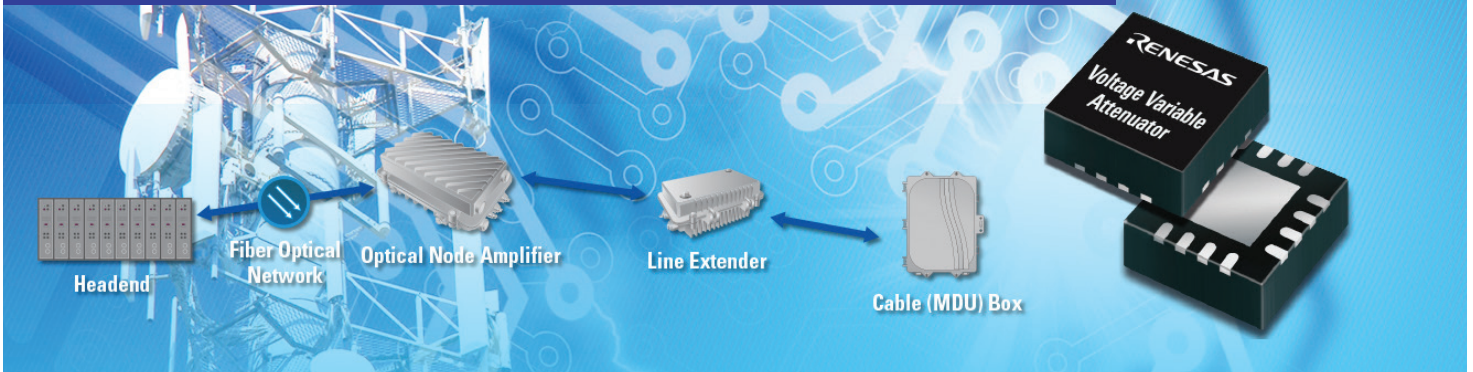 RENESAS
Voltage Variable
Attenuator
Fiber Optical
Network
Optical Node Amplifier
Line Extender
Headend
Cable (MDU) Box